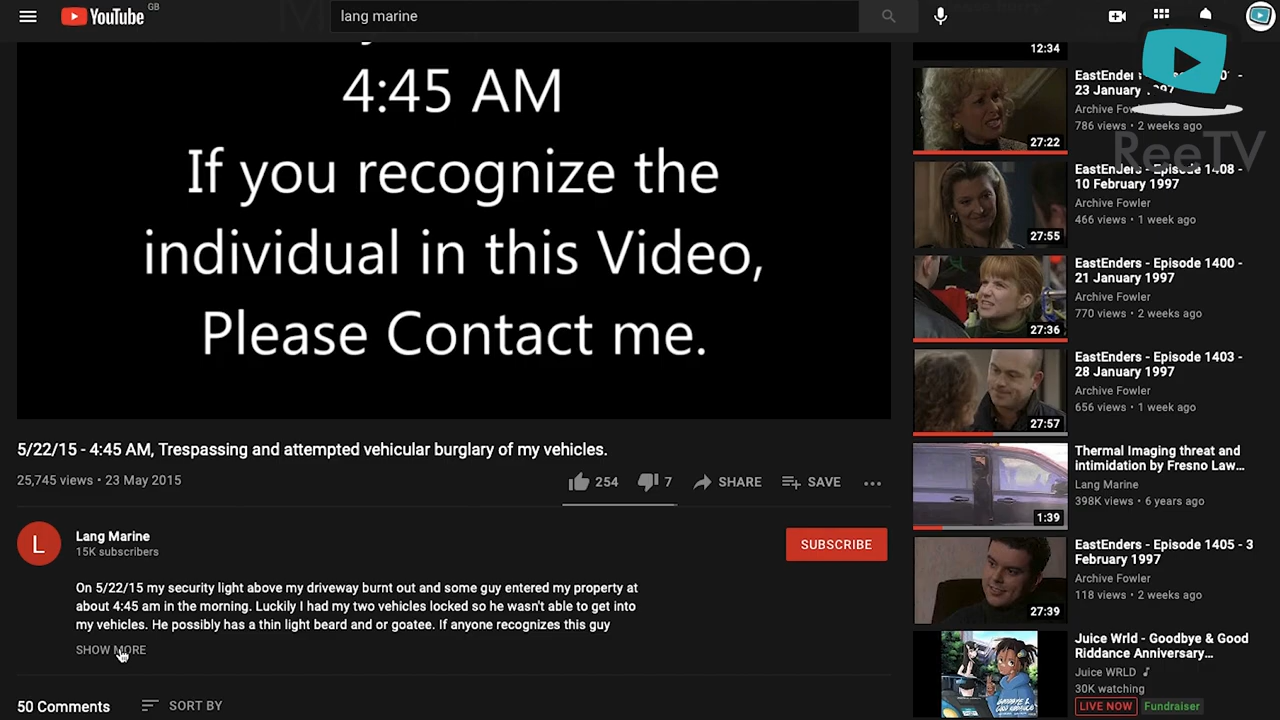 YouTube GB
lang marine
4:45 AM
If you recognize the
individual in this Video,
Please Contact me.
5/22/15 - 4:45 AM, Trespassing and attempted vehicular burglary of my vehicles.
25,745 views • 23 May 2015
254
7
SHARE
SAVE
L
Lang Marine
15K subscribers
SUBSCRIBE
On 5/22/15 my security light above my driveway burnt out and some guy entered my property at
about 4:45 am in the morning. Luckily I had my two vehicles locked so he wasn't able to get into
my vehicles. He possibly has a thin light beard and or goatee. If anyone recognizes this guy
SHOW MORE
50 Comments
SORT BY
12:34
27:22
EastEnders
23 January 1997
Archive Fowler
786 views • 2 weeks ago
ReeTV
27:55
EastEnders - Episode 1408 -
10 February 1997
Archive Fowler
466 views • 1 week ago
27:36
EastEnders - Episode 1400 -
21 January 1997
Archive Fowler
770 views • 2 weeks ago
27:57
EastEnders - Episode 1403 -
28 January 1997
Archive Fowler
656 views • 1 week ago
1:39
Thermal Imaging threat and
intimidation by Fresno Law...
Lang Marine
398K views • 6 years ago
27:39
EastEnders - Episode 1405 - 3
February 1997
Archive Fowler
118 views • 2 weeks ago
Juice Wrld - Goodbye & Good
Riddance Anniversary...
Juice WRLD
30K watching
LIVE NOW
Fundraiser